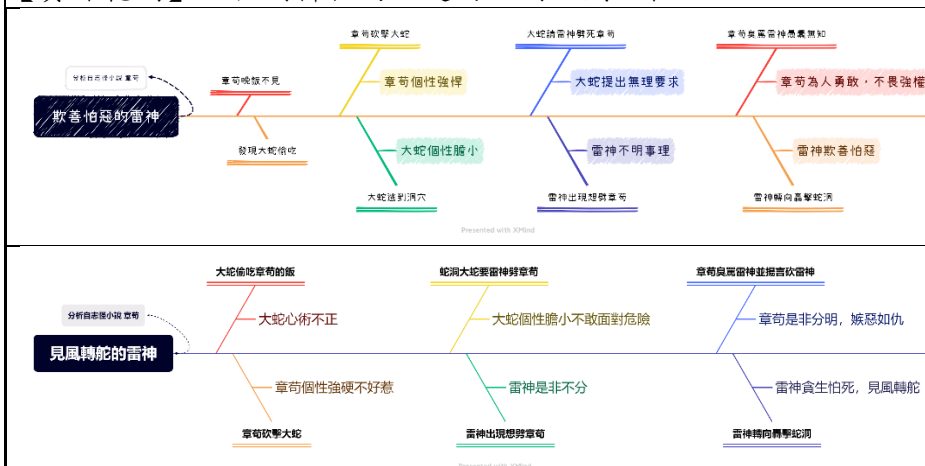 章苟砍擊大蛇
大蛇請雷神劈死章苟
章苟臭罵雷神愚蠢無知
分析自志怪小說 章苟
章苟晚飯不見
章苟個性強悍
大蛇提出無理要求
章苟為人勇敢，不畏強權
欺善怕惡的雷神
發現大蛇偷吃
大蛇個性膽小
雷神不明事理
雷神欺善怕惡
大蛇逃到洞穴
雷神出現想劈章苟
雷神轉向轟擊蛇洞
Presented with XMind
大蛇偷吃章苟的飯
蛇洞大蛇要雷神劈章苟
章苟臭罵雷神並揚言砍雷神
分析自志怪小說 章苟
大蛇心術不正
大蛇個性膽小不敢面對危險
章苟是非分明，嫉惡如仇
見風轉舵的雷神
章苟個性強硬不好惹
雷神是非不分
雷神貪生怕死，見風轉舵
章苟砍擊大蛇
雷神出現想劈章苟
雷神轉向轟擊蛇洞
Presented with XMind